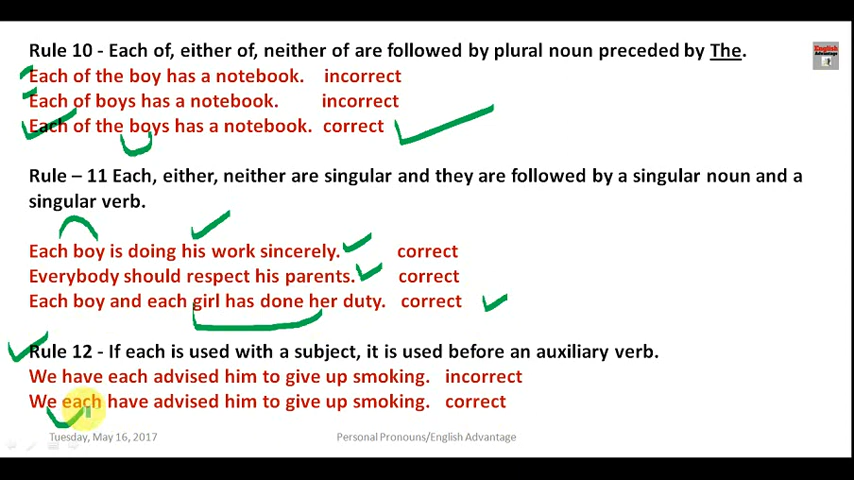 Rule 10 - Each of, either of, neither of are followed by plural noun preceded by The.
English
Advantage
Each of the boy has a notebook. incorrect
Each of boys has a notebook. incorrect
Each of the boys has a notebook. correct
Rule – 11 Each, either, neither are singular and they are followed by a singular noun and a
singular verb.
Each boy is doing his work sincerely. correct
Everybody should respect his parents. correct
Each boy and each girl has done her duty. correct
Rule 12 - If each is used with a subject, it is used before an auxiliary verb.
We have each advised him to give up smoking. incorrect
We each have advised him to give up smoking. correct
Tuesday, May 16, 2017 Personal Pronouns/English Advantage